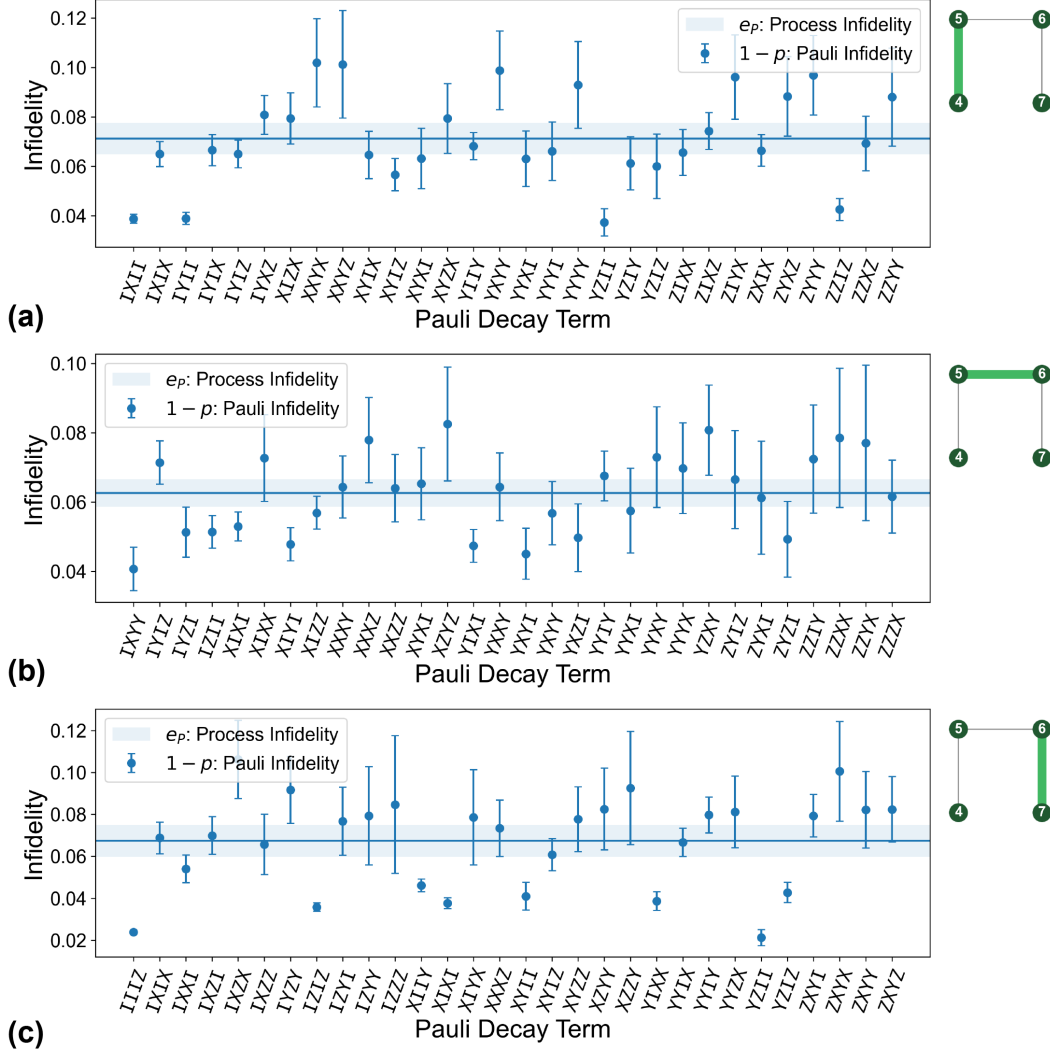 0.12
0.10
0.08
0.06
0.04
Infidelity
eP: Process Infidelity
1 − p: Pauli Infidelity
IXII IXIX IYII IYIX IYIZ IYXZ XIZX XXYX XXYZ XYIX XYIZ XYXI XYZX YIIY YXYY YYXI YYYI YYYY YZII YZIY YZIZ ZIXX ZIXZ ZIYX ZXIX ZYXZ ZYYY ZZIZ ZZXZ ZZYY
Pauli Decay Term
(a)
5 6
4 7
0.10
0.08
0.06
0.04
Infidelity
eP: Process Infidelity
1 − p: Pauli Infidelity
IXYY IYIZ IYZI IZII XIXI XIXX XIYI XIZZ XXXY XXXZ XXZZ XYXI XZYZ YIXI YXXY YXYI YXYY YXZI YYIY YYXI YYXY YYYX YZXY ZYIZ ZYXI ZYZI ZZIY ZZXX ZZYX ZZZX
Pauli Decay Term
(b)
5 6
4 7
0.12
0.10
0.08
0.06
0.04
0.02
Infidelity
eP: Process Infidelity
1 − p: Pauli Infidelity
IIIZ IXIX IXXI IXZI IXZX IXZZ IYZY IZIZ IZYI IZYY IZZZ XIIY XIXI XIYX XXXZ XYII XYIZ XYZZ XZYY XZZY YIXX YYIX YYIY YYZX YZII YZIZ ZXYI ZXYX ZXYY ZXYZ
Pauli Decay Term
(c)
5 6
4 7